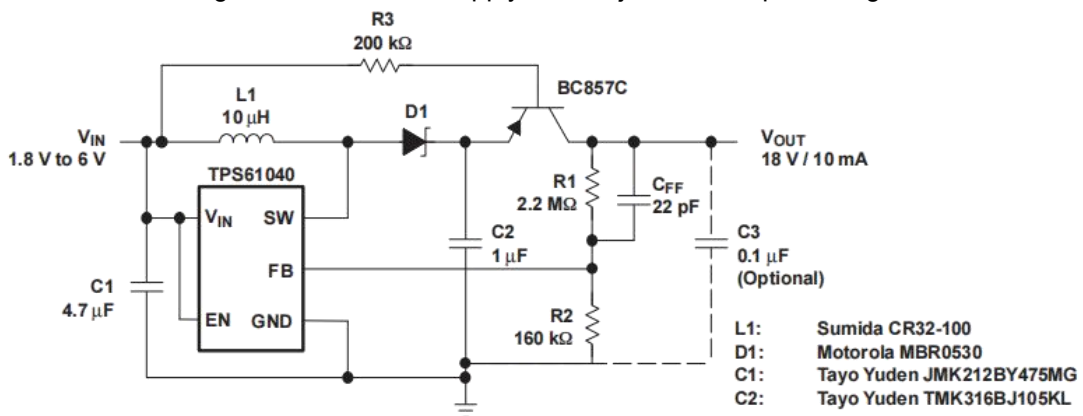 R3
200 kΩ
BC857C
L1
10 μH
D1
VIN
1.8 V to 6 V
VOUT
18 V / 10 mA
TPS61040
VIN
SW
FB
EN
GND
R1
2.2 MΩ
CFF
22 pF
C2
1 μF
C3
0.1 μF
(Optional)
C1
4.7 μF
R2
160 kΩ
L1: Sumida CR32-100
D1: Motorola MBR0530
C1: Tayo Yuden JMK212BY475MG
C2: Tayo Yuden TMK316BJ105KL